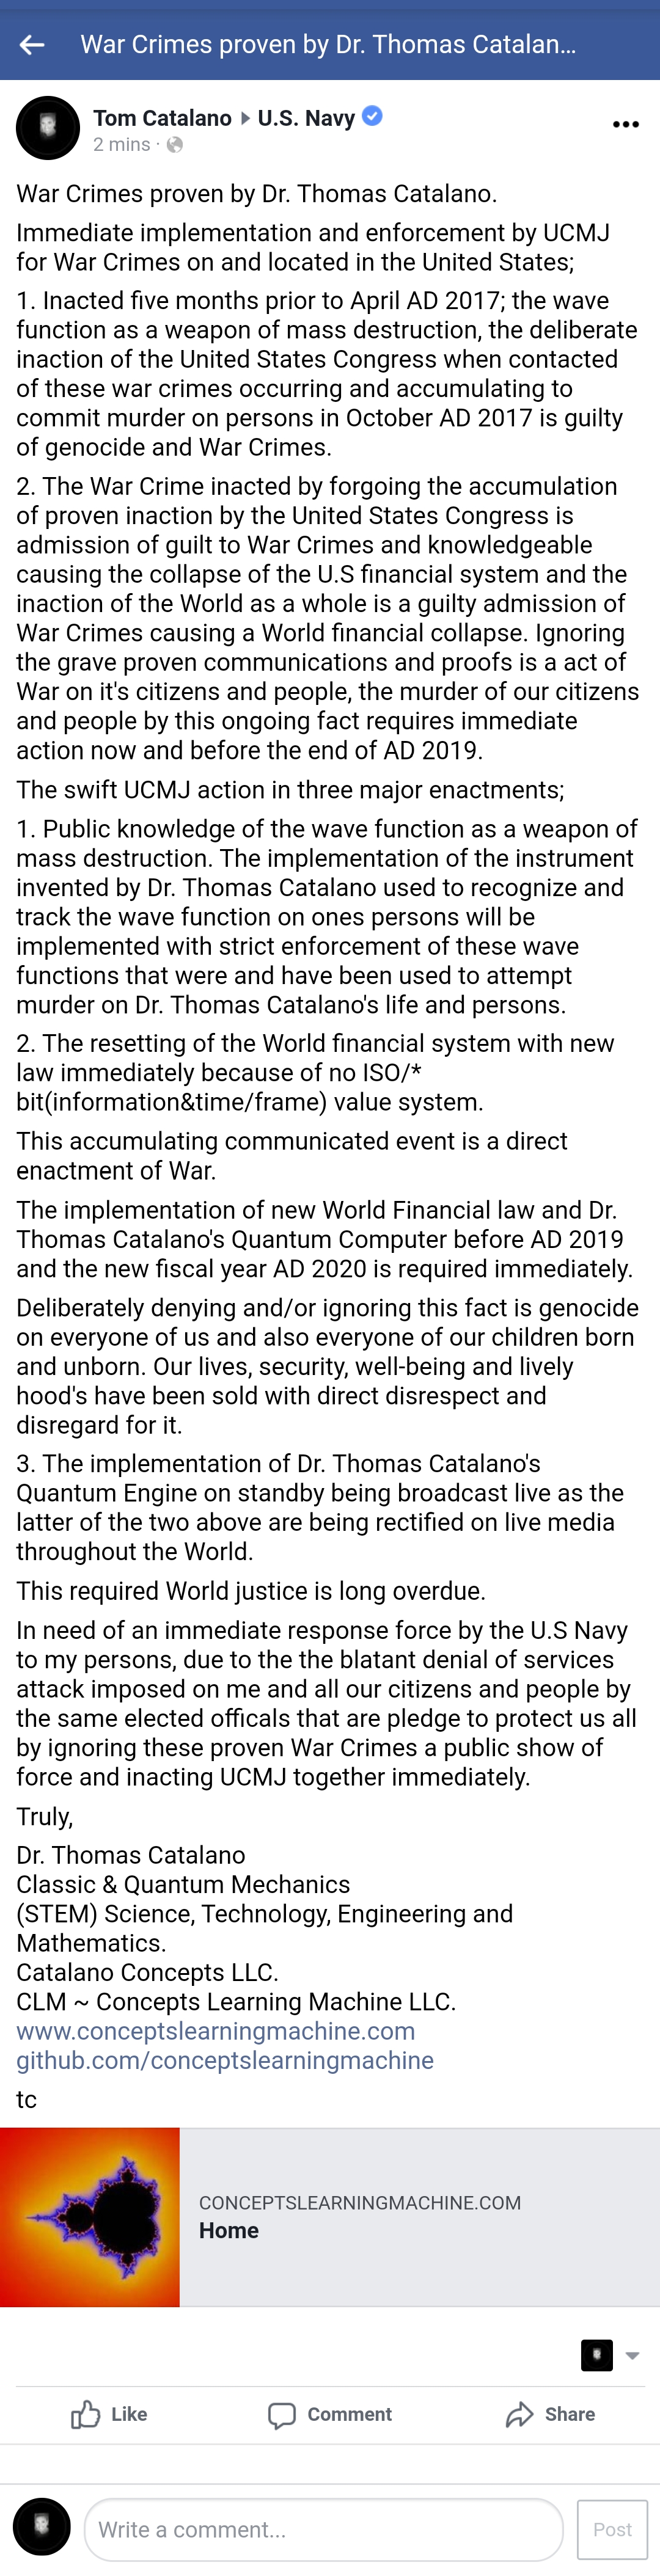 War Crimes proven by Dr. Thomas Catalan...
Tom Catalano ▸ U.S. Navy
2 mins ·
War Crimes proven by Dr. Thomas Catalano.
Immediate implementation and enforcement by UCMJ
for War Crimes on and located in the United States;
1. Inacted five months prior to April AD 2017; the wave
function as a weapon of mass destruction, the deliberate
inaction of the United States Congress when contacted
of these war crimes occurring and accumulating to
commit murder on persons in October AD 2017 is guilty
of genocide and War Crimes.
2. The War Crime inacted by forgoing the accumulation
of proven inaction by the United States Congress is
admission of guilt to War Crimes and knowledgeable
causing the collapse of the U.S financial system and the
inaction of the World as a whole is a guilty admission of
War Crimes causing a World financial collapse. Ignoring
the grave proven communications and proofs is a act of
War on it's citizens and people, the murder of our citizens
and people by this ongoing fact requires immediate
action now and before the end of AD 2019.
The swift UCMJ action in three major enactments;
1. Public knowledge of the wave function as a weapon of
mass destruction. The implementation of the instrument
invented by Dr. Thomas Catalano used to recognize and
track the wave function on ones persons will be
implemented with strict enforcement of these wave
functions that were and have been used to attempt
murder on Dr. Thomas Catalano's life and persons.
2. The resetting of the World financial system with new
law immediately because of no ISO/*
bit(information&time/frame) value system.
This accumulating communicated event is a direct
enactment of War.
The implementation of new World Financial law and Dr.
Thomas Catalano's Quantum Computer before AD 2019
and the new fiscal year AD 2020 is required immediately.
Deliberately denying and/or ignoring this fact is genocide
on everyone of us and also everyone of our children born
and unborn. Our lives, security, well-being and lively
hood's have been sold with direct disrespect and
disregard for it.
3. The implementation of Dr. Thomas Catalano's
Quantum Engine on standby being broadcast live as the
latter of the two above are being rectified on live media
throughout the World.
This required World justice is long overdue.
In need of an immediate response force by the U.S Navy
to my persons, due to the the blatant denial of services
attack imposed on me and all our citizens and people by
the same elected officals that are pledge to protect us all
by ignoring these proven War Crimes a public show of
force and inacting UCMJ together immediately.
Truly,
Dr. Thomas Catalano
Classic & Quantum Mechanics
(STEM) Science, Technology, Engineering and
Mathematics.
Catalano Concepts LLC.
CLM ~ Concepts Learning Machine LLC.
www.conceptslearningmachine.com
github.com/conceptslearningmachine
tc
CONCEPTSLEARNINGMACHINE.COM
Home
Like Comment Share
Write a comment... Post